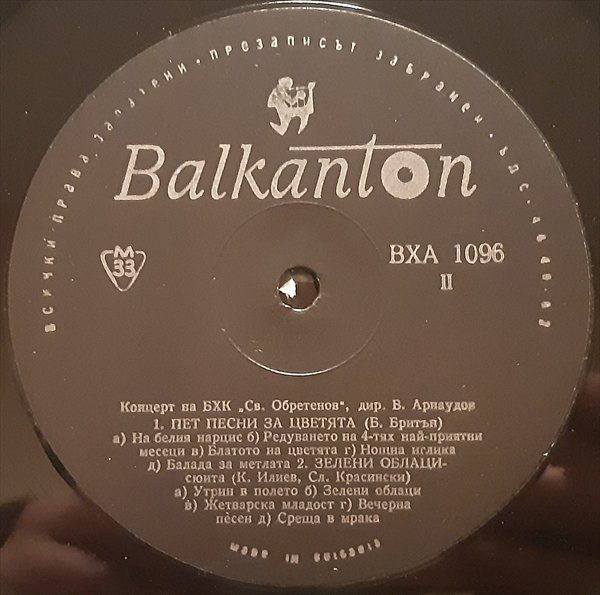 ВСИЧКИ ПРАВА ЗАПАЗЕНИ · ПРЕЗАПИСЪТ ЗАБРАНЕН · БДС · 4840-62
Balkanton
M
33
ВХА 1096
II
Концерт на БХК „Св. Обретенов“, дир. В. Арнаудов
1. ПЕТ ПЕСНИ ЗА ЦВЕТЯТА (Б. Бритън)
а) На белия нарцис б) Редуването на 4-тях най-приятни
месеци в) Блатото на цветята г) Нощна иглика
д) Балада за метлата 2. ЗЕЛЕНИ ОБЛАЦИ-
сюита (К. Илиев, Сл. Красински)
а) Утрин в полето б) Зелени облаци
в) Жетварска младост г) Вечерна
песен д) Среща в мрака
MADE IN BULGARIA